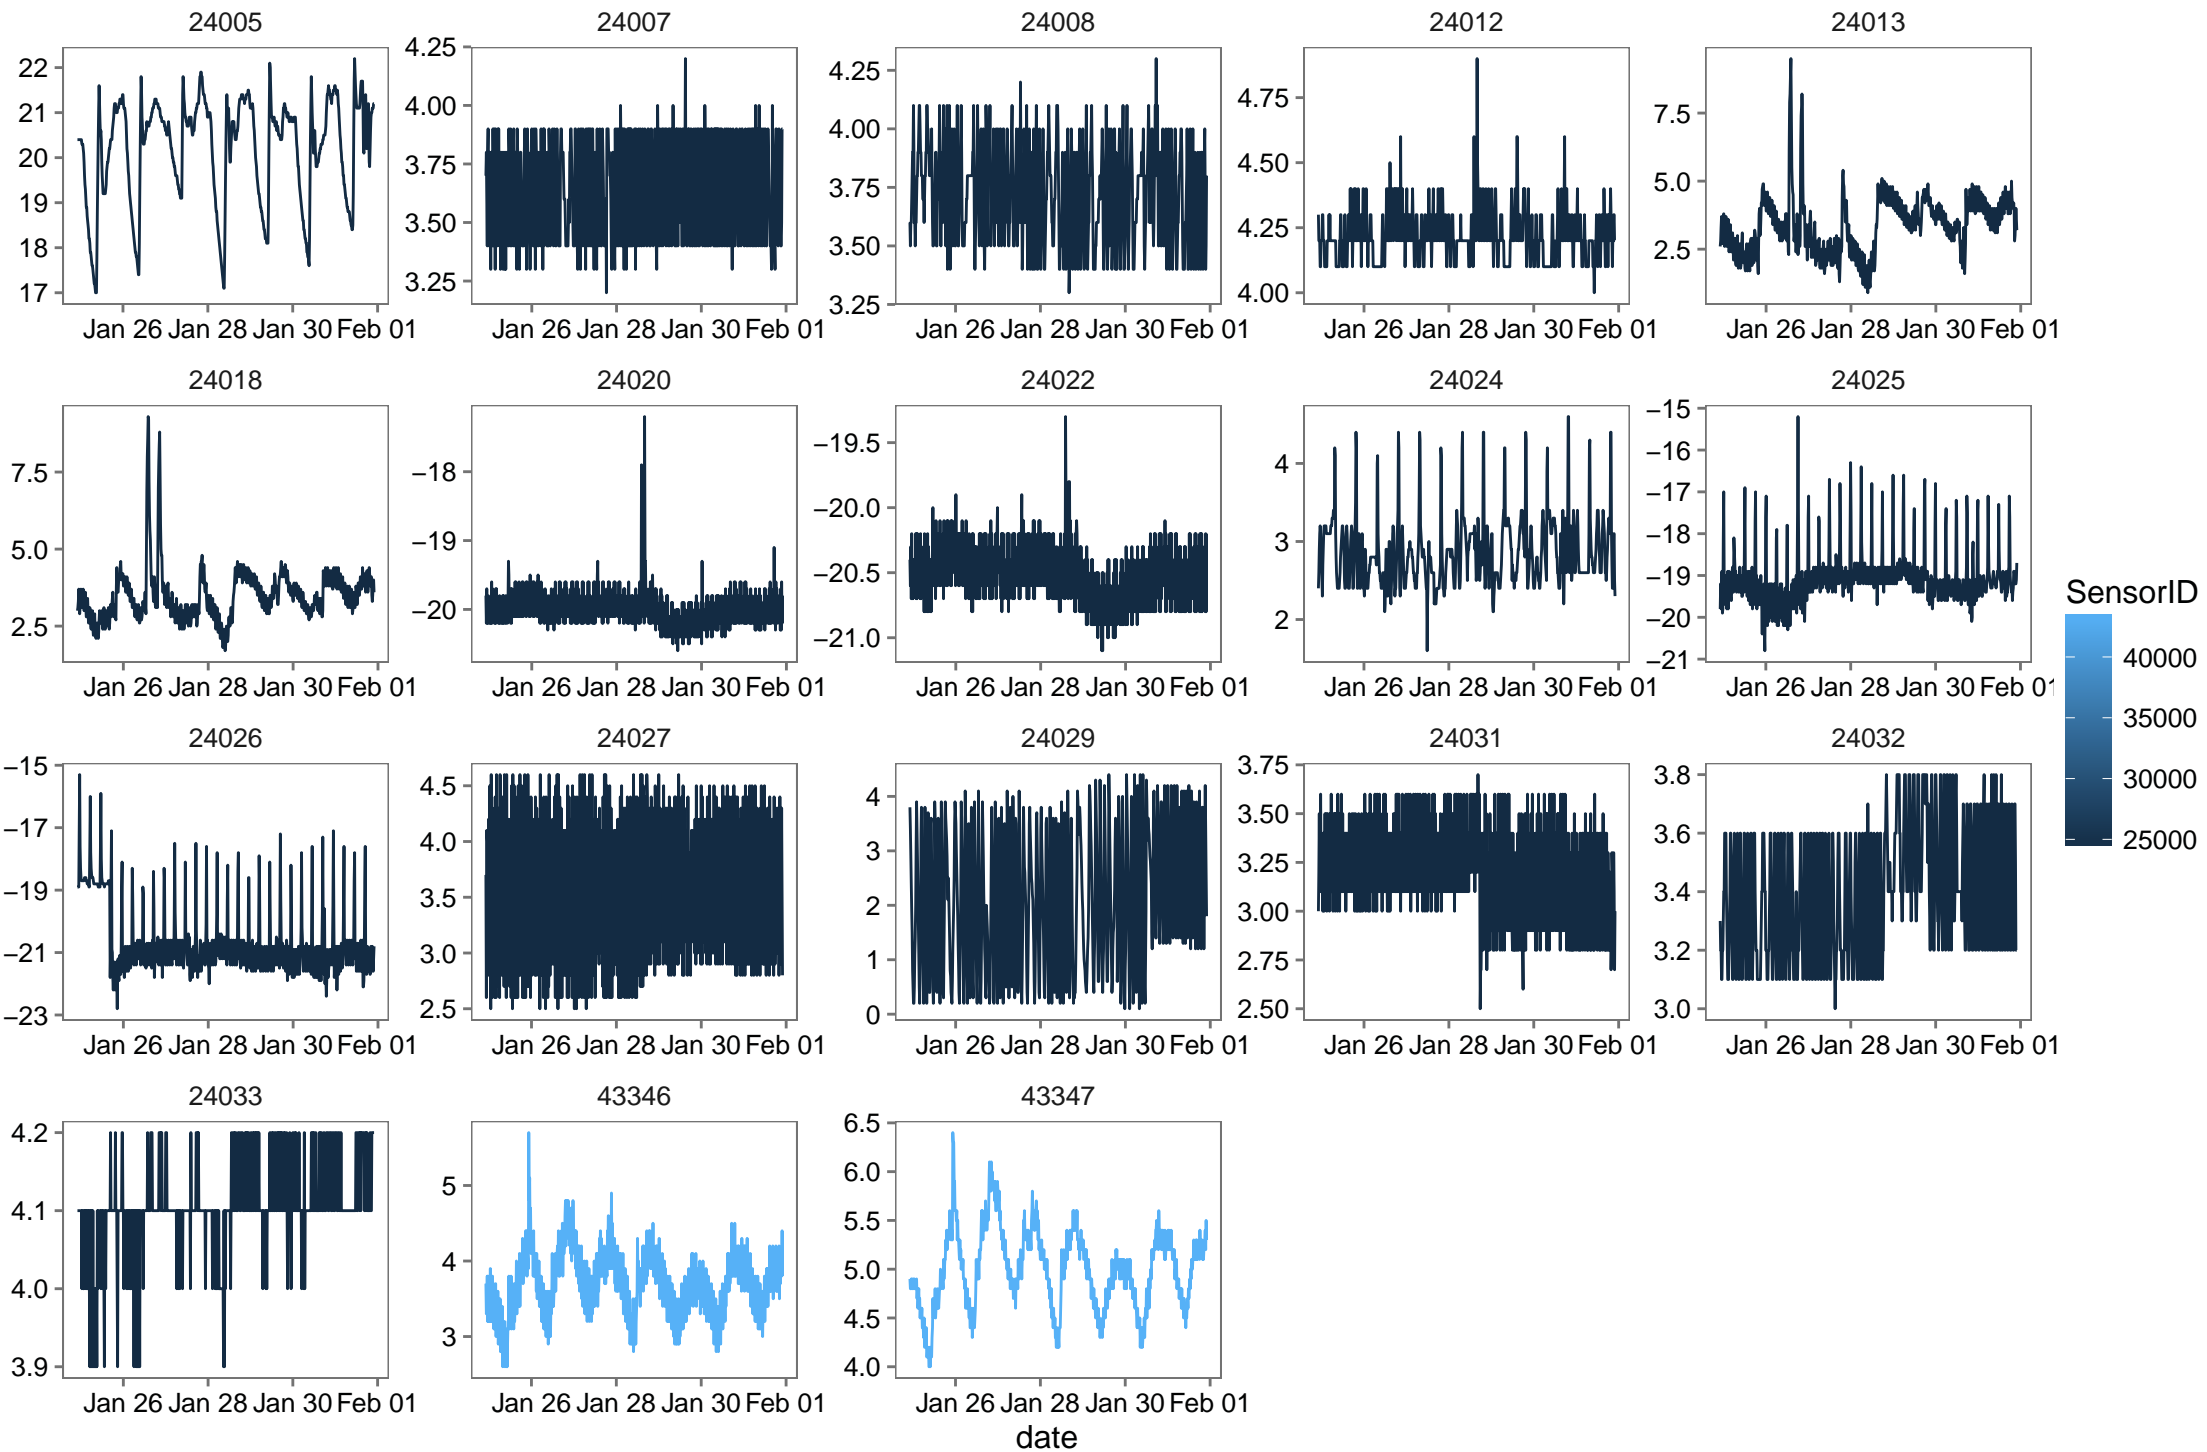 24005 24007 24008 24012 24013
22 21 20 19 18 17
4.25 4.00 3.75 3.50 3.25
4.25 4.00 3.75 3.50 3.25
4.75 4.50 4.25 4.00
7.5 5.0 2.5
Jan 26 Jan 28 Jan 30 Feb 01 Jan 26 Jan 28 Jan 30 Feb 01 Jan 26 Jan 28 Jan 30 Feb 01 Jan 26 Jan 28 Jan 30 Feb 01 Jan 26 Jan 28 Jan 30 Feb 01
24018 24020 24022 24024 24025
7.5 5.0 2.5
−18 −19 −20
−19.5 −20.0 −20.5 −21.0
4 3 2
−15 −16 −17 −18 −19 −20 −21
Jan 26 Jan 28 Jan 30 Feb 01 Jan 26 Jan 28 Jan 30 Feb 01 Jan 26 Jan 28 Jan 30 Feb 01 Jan 26 Jan 28 Jan 30 Feb 01 Jan 26 Jan 28 Jan 30 Feb 01
24026 24027 24029 24031 24032
−15 −17 −19 −21 −23
4.5 4.0 3.5 3.0 2.5
4 3 2 1 0
3.75 3.50 3.25 3.00 2.75 2.50
3.8 3.6 3.4 3.2 3.0
Jan 26 Jan 28 Jan 30 Feb 01 Jan 26 Jan 28 Jan 30 Feb 01 Jan 26 Jan 28 Jan 30 Feb 01 Jan 26 Jan 28 Jan 30 Feb 01 Jan 26 Jan 28 Jan 30 Feb 01
24033 43346 43347
4.2 4.1 4.0 3.9
5 4 3
6.5 6.0 5.5 5.0 4.5 4.0
Jan 26 Jan 28 Jan 30 Feb 01 Jan 26 Jan 28 Jan 30 Feb 01 Jan 26 Jan 28 Jan 30 Feb 01
date
SensorID
40000
35000
30000
25000